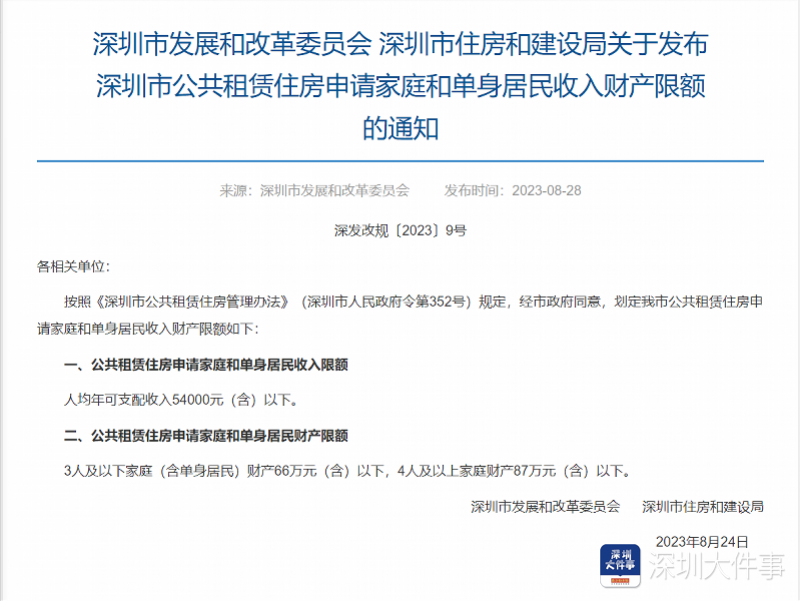 深圳市发展和改革委员会 深圳市住房和建设局关于发布
深圳市公共租赁住房申请家庭和单身居民收入财产限额
的通知
来源：深圳市发展和改革委员会 发布时间：2023-08-28
深发改规〔2023〕9号
各相关单位：
按照《深圳市公共租赁住房管理办法》（深圳市人民政府令第352号）规定，经市政府同意，划定我市公共租赁住房申
请家庭和单身居民收入财产限额如下：
一、公共租赁住房申请家庭和单身居民收入限额
人均年可支配收入54000元（含）以下。
二、公共租赁住房申请家庭和单身居民财产限额
3人及以下家庭（含单身居民）财产66万元（含）以下，4人及以上家庭财产87万元（含）以下。
深圳市发展和改革委员会 深圳市住房和建设局
2023年8月24日
深圳
大件事
深圳大件事